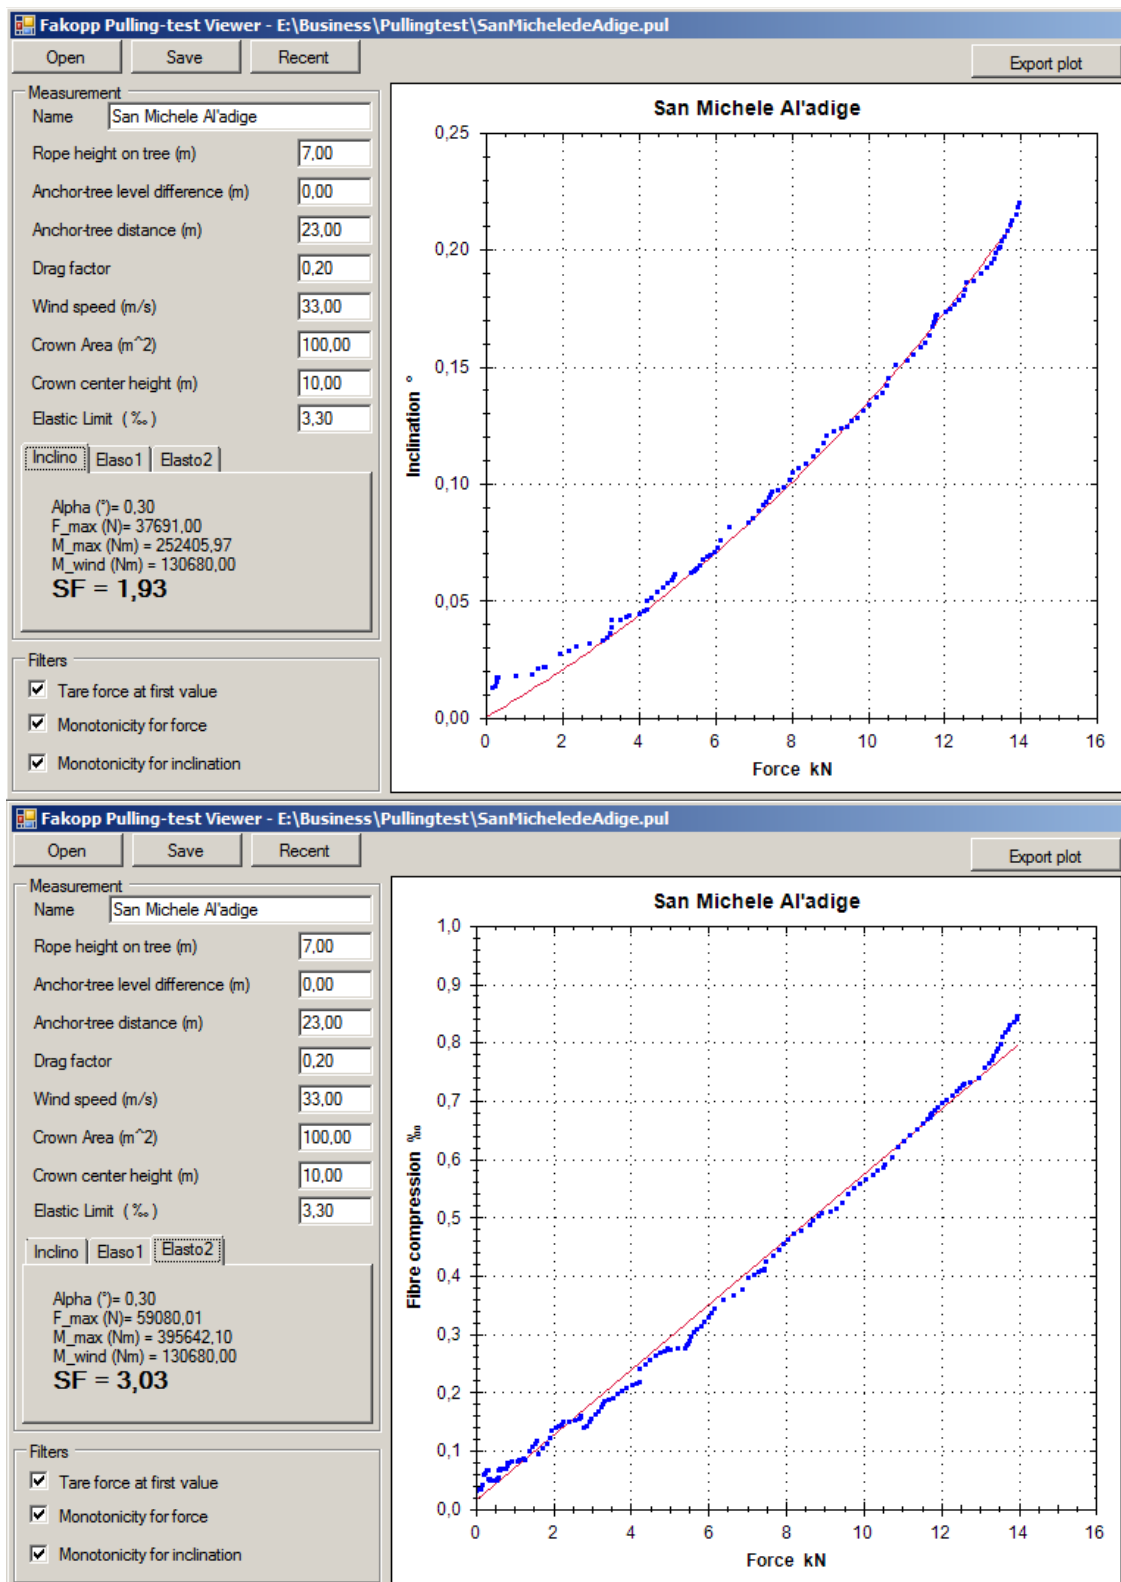 Fakopp Pulling-test Viewer - E:\Business\Pullingtest\SanMicheledeAdige.pul
Open Save Recent
Export plot
Measurement
Name San Michele Al'adige
Rope height on tree (m) 7,00
Anchor-tree level difference (m) 0,00
Anchor-tree distance (m) 23,00
Drag factor 0,20
Wind speed (m/s) 33,00
Crown Area (m^2) 100,00
Crown center height (m) 10,00
Elastic Limit (‰) 3,30
Inclino Elaso1 Elasto2
Alpha (°)= 0,30
F_max (N)= 37691,00
M_max (Nm) = 252405,97
M_wind (Nm) = 130680,00
SF = 1,93
Filters
Tare force at first value
Monotonicity for force
Monotonicity for inclination
San Michele Al'adige
0,25
0,20
0,15
0,10
0,05
0,00
Inclination °
0 2 4 6 8 10 12 14 16
Force kN
Fakopp Pulling-test Viewer - E:\Business\Pullingtest\SanMicheledeAdige.pul
Open Save Recent
Export plot
Measurement
Name San Michele Al'adige
Rope height on tree (m) 7,00
Anchor-tree level difference (m) 0,00
Anchor-tree distance (m) 23,00
Drag factor 0,20
Wind speed (m/s) 33,00
Crown Area (m^2) 100,00
Crown center height (m) 10,00
Elastic Limit (‰) 3,30
Inclino Elaso1 Elasto2
Alpha (°)= 0,30
F_max (N)= 59080,01
M_max (Nm) = 395642,10
M_wind (Nm) = 130680,00
SF = 3,03
Filters
Tare force at first value
Monotonicity for force
Monotonicity for inclination
San Michele Al'adige
1,0
0,9
0,8
0,7
0,6
0,5
0,4
0,3
0,2
0,1
0,0
Fibre compression ‰
0 2 4 6 8 10 12 14 16
Force kN